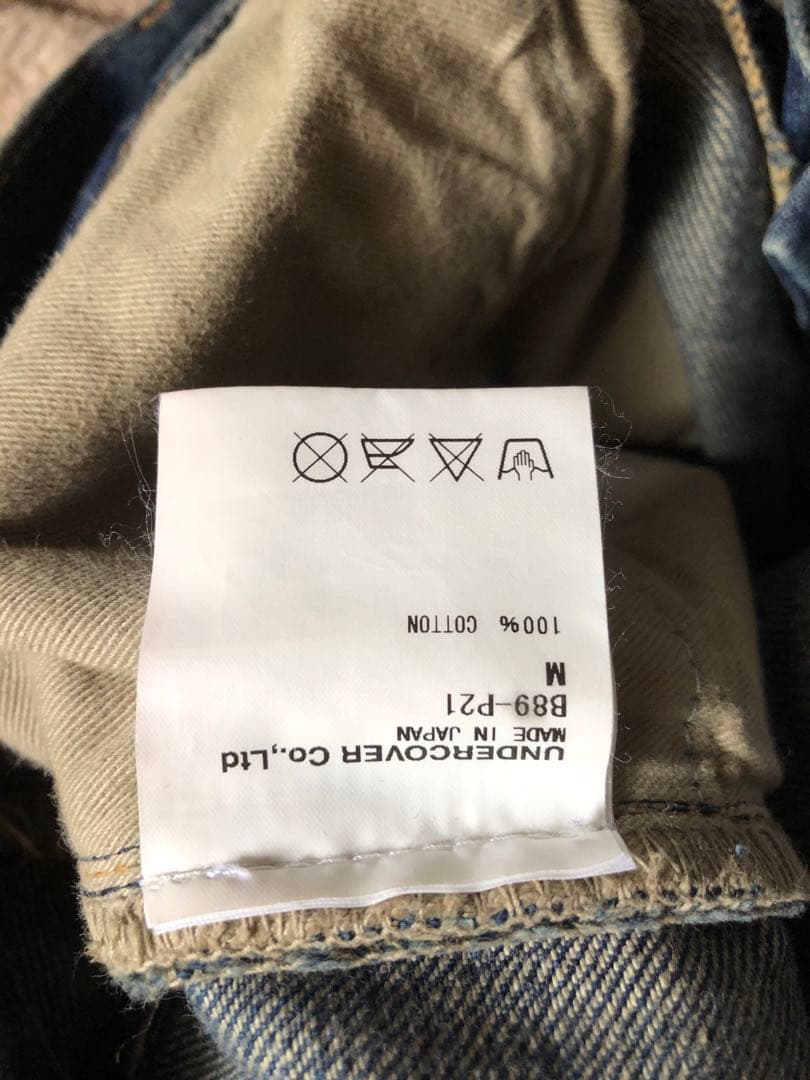 UNDERCOVER Co.,Ltd
MADE IN JAPAN
B89-P21
M
100% COTTON